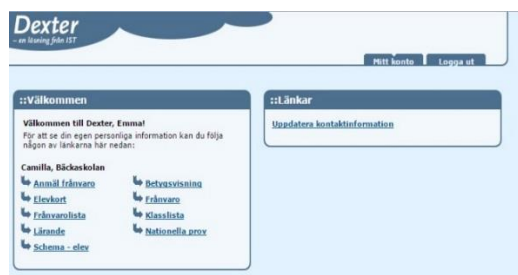 Dexter
- en lösning från IST
Mitt konto Logga ut
::Välkommen
Välkommen till Dexter, Emma!
För att se din egen personliga information kan du följa
någon av länkarna här nedan:
Camilla, Bäckaskolan
Anmäl frånvaro
Elevkort
Frånvarolista
Lärande
Schema - elev
Betygsvisning
Frånvaro
Klasslista
Nationella prov
::Länkar
Uppdatera kontaktinformation